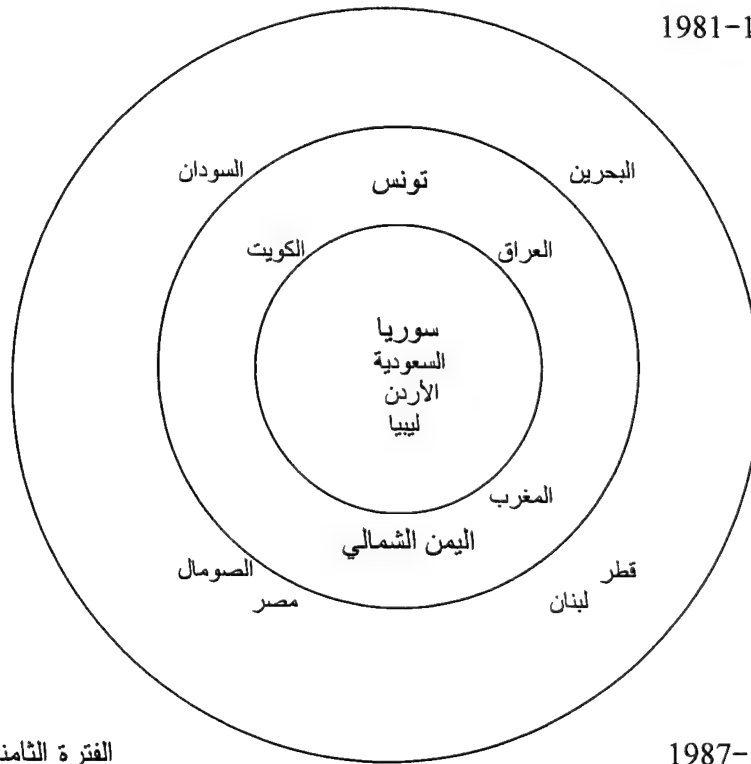 1981-1
السودان
البحرين
تونس
الكويت
العراق
سوريا
السعودية
الأردن
ليبيا
المغرب
اليمن الشمالي
الصومال
قطر
مصر
لبنان
الفترة الثامنة
1987-